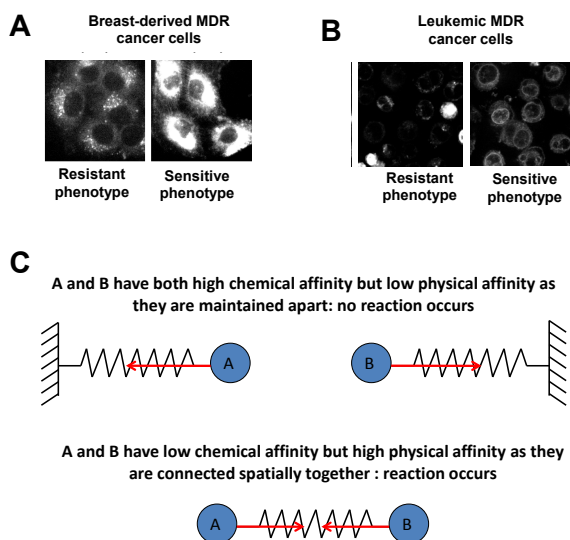 A
Breast-derived MDR
cancer cells
Resistant
phenotype
Sensitive
phenotype
B
Leukemic MDR
cancer cells
Resistant
phenotype
Sensitive
phenotype
C
A and B have both high chemical affinity but low physical affinity as
they are maintained apart: no reaction occurs
A
B
A and B have low chemical affinity but high physical affinity as they
are connected spatially together : reaction occurs
A
B